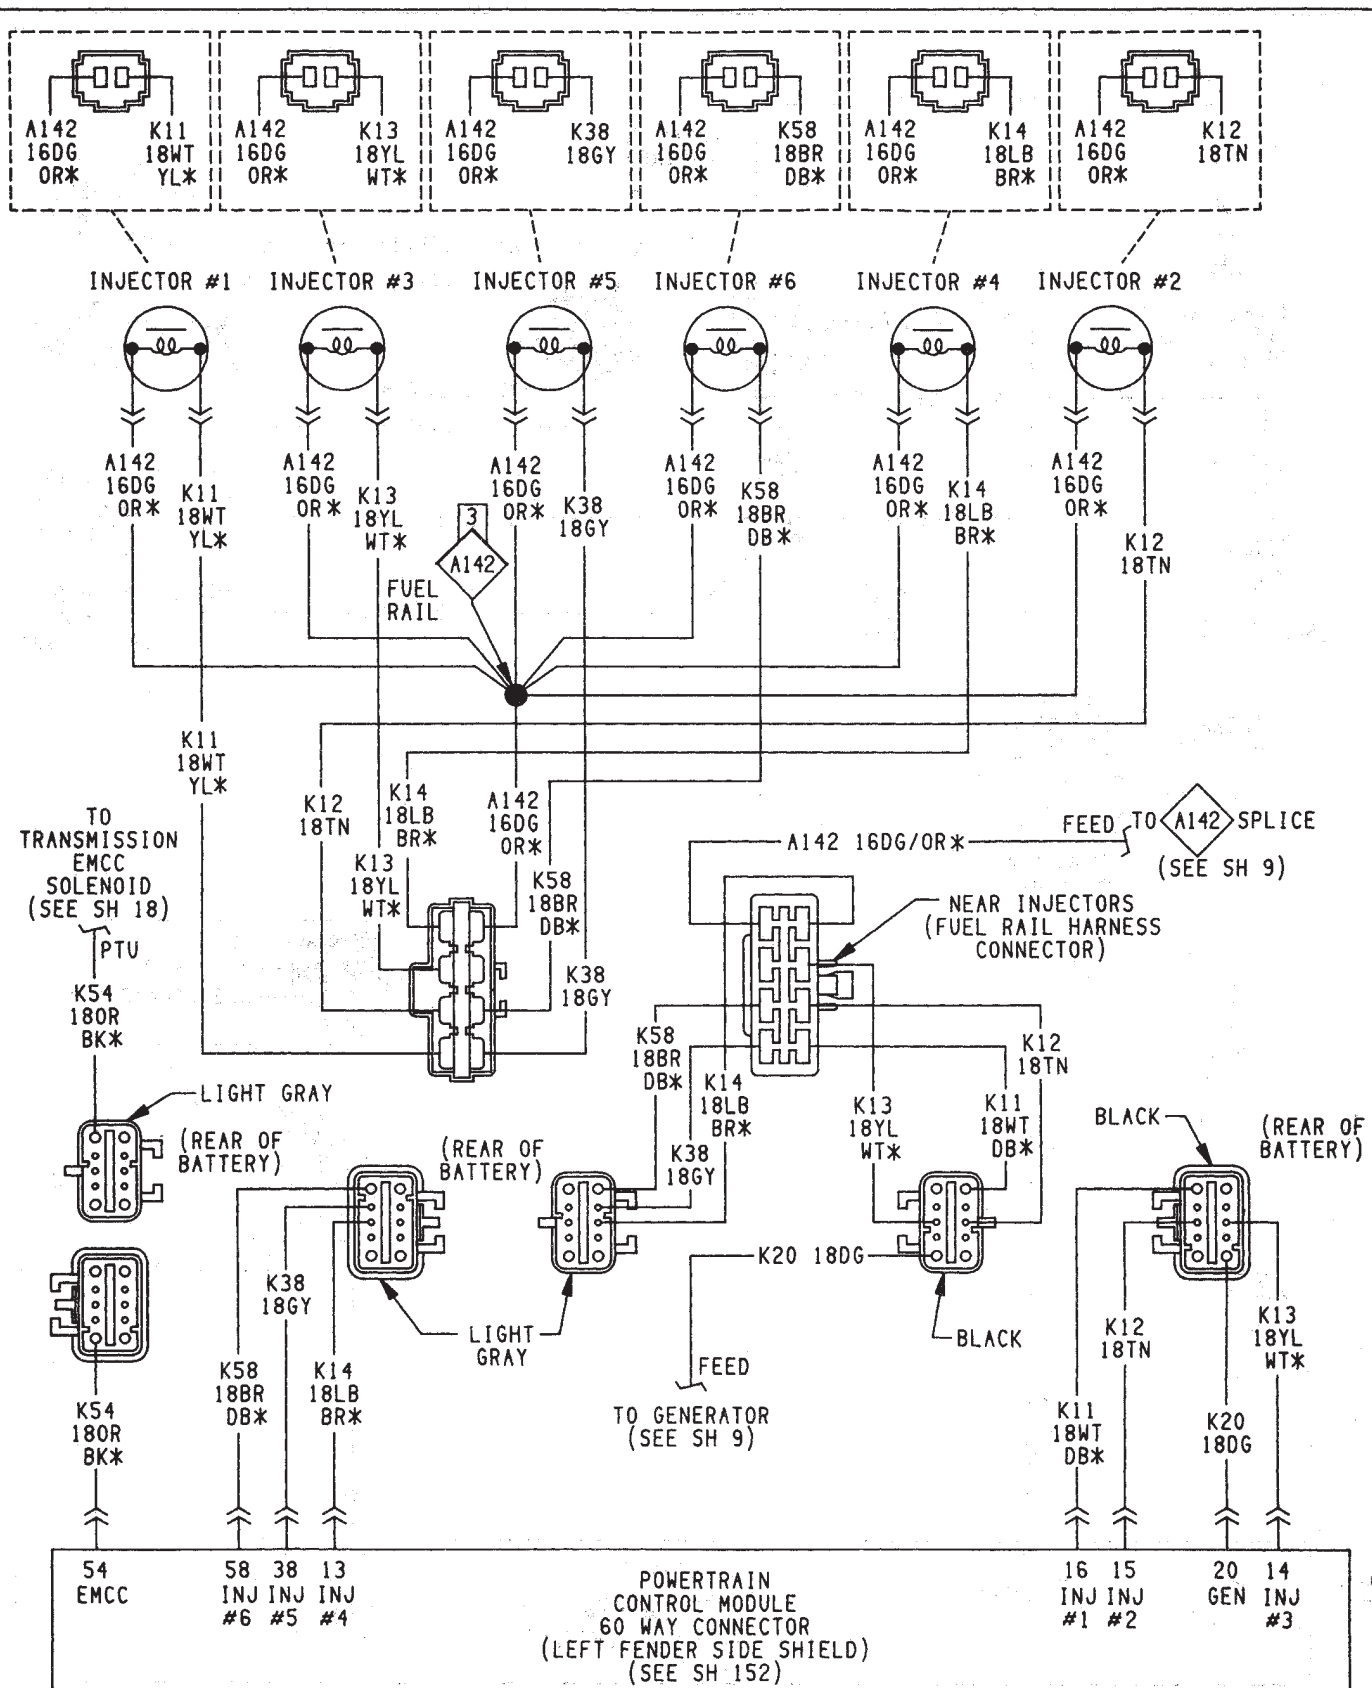 A142
16DG
OR*
K11
18WT
YL*
A142
16DG
OR*
K13
18YL
WT*
A142
16DG
OR*
K38
18GY
A142
16DG
OR*
K58
18BR
DB*
A142
16DG
OR*
K14
18LB
BR*
A142
16DG
OR*
K12
18TN
INJECTOR #1
INJECTOR #3
INJECTOR #5
INJECTOR #6
INJECTOR #4
INJECTOR #2
A142
16DG
OR*
K11
18WT
YL*
A142
16DG
OR*
K13
18YL
WT*
A142
16DG
OR*
K38
18GY
A142
16DG
OR*
K58
18BR
DB*
A142
16DG
OR*
K14
18LB
BR*
A142
16DG
OR*
K12
18TN
3
A142
FUEL
RAIL
K11
18WT
YL*
K12
18TN
K14
18LB
BR*
K13
18YL
WT*
A142
16DG
OR*
K58
18BR
DB*
K38
18GY
TO
TRANSMISSION
EMCC
SOLENOID
(SEE SH 18)
PTU
K54
18OR
BK*
A142 16DG/OR*
FEED
TO A142 SPLICE
(SEE SH 9)
NEAR INJECTORS
(FUEL RAIL HARNESS
CONNECTOR)
K58
18BR
DB*
K14
18LB
BR*
K38
18GY
K13
18YL
WT*
K11
18WT
DB*
K12
18TN
LIGHT GRAY
(REAR OF
BATTERY)
(REAR OF
BATTERY)
BLACK
(REAR OF
BATTERY)
K20 18DG
LIGHT
GRAY
BLACK
FEED
TO GENERATOR
(SEE SH 9)
K54
18OR
BK*
K58
18BR
DB*
K38
18GY
K14
18LB
BR*
K11
18WT
DB*
K12
18TN
K20
18DG
K13
18YL
WT*
54
EMCC
58
INJ
#6
38
INJ
#5
13
INJ
#4
POWERTRAIN
CONTROL MODULE
60 WAY CONNECTOR
(LEFT FENDER SIDE SHIELD)
(SEE SH 152)
16
INJ
#1
15
INJ
#2
20
GEN
14
INJ
#3